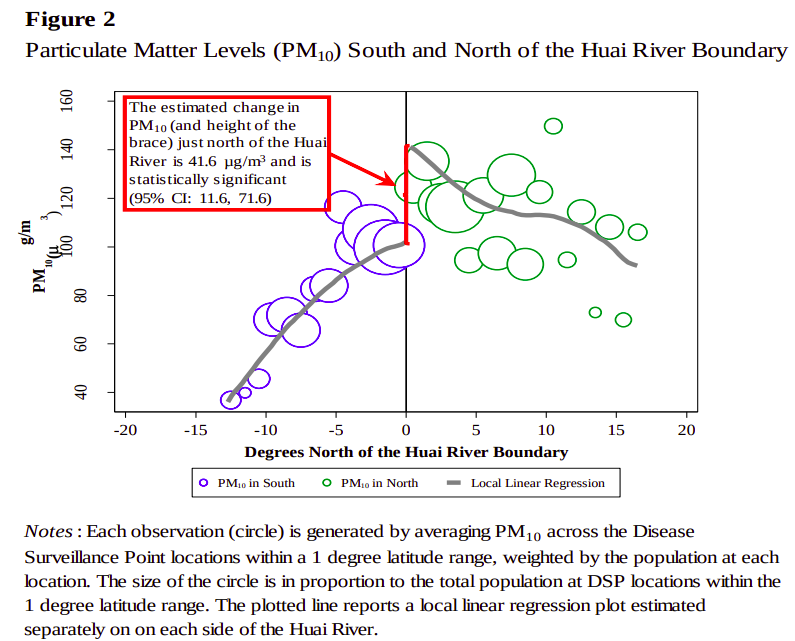 Figure 2
Particulate Matter Levels (PM₁₀) South and North of the Huai River Boundary
The estimated change in
PM₁₀ (and height of the
brace) just north of the Huai
River is 41.6 µg/m³ and is
statistically significant
(95% CI: 11.6, 71.6)
PM₁₀(µg/m³)
160
140
120
100
80
60
40
-20 -15 -10 -5 0 5 10 15 20
Degrees North of the Huai River Boundary
PM₁₀ in South PM₁₀ in North Local Linear Regression
Notes : Each observation (circle) is generated by averaging PM₁₀ across the Disease
Surveillance Point locations within a 1 degree latitude range, weighted by the population at each
location. The size of the circle is in proportion to the total population at DSP locations within the
1 degree latitude range. The plotted line reports a local linear regression plot estimated
separately on on each side of the Huai River.